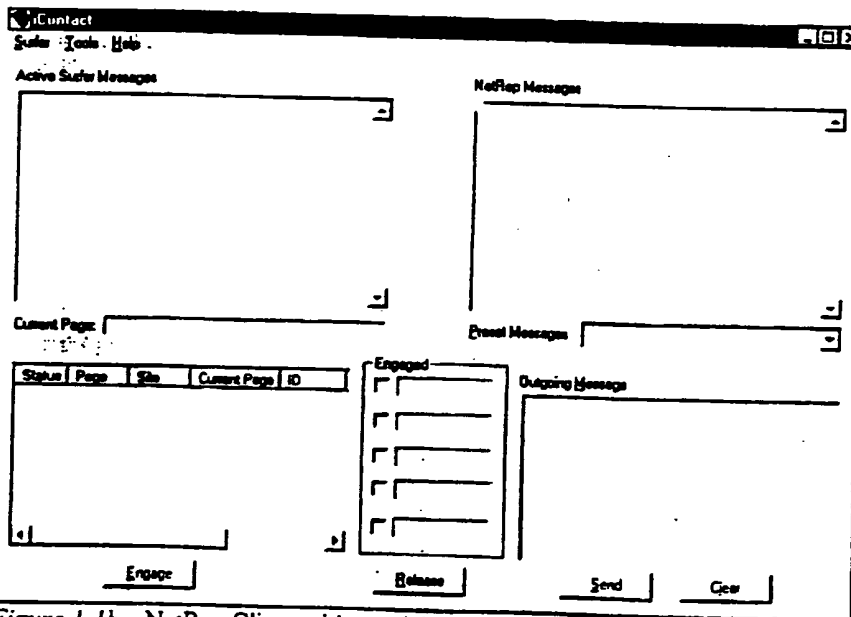 iContact
Surfer Tools Help
Active Surfer Messages
NetRep Messages
Current Page:
Preset Messages
Status Page Site Current Page ID
Engaged
Outgoing Message
Engage
Release
Send Clear